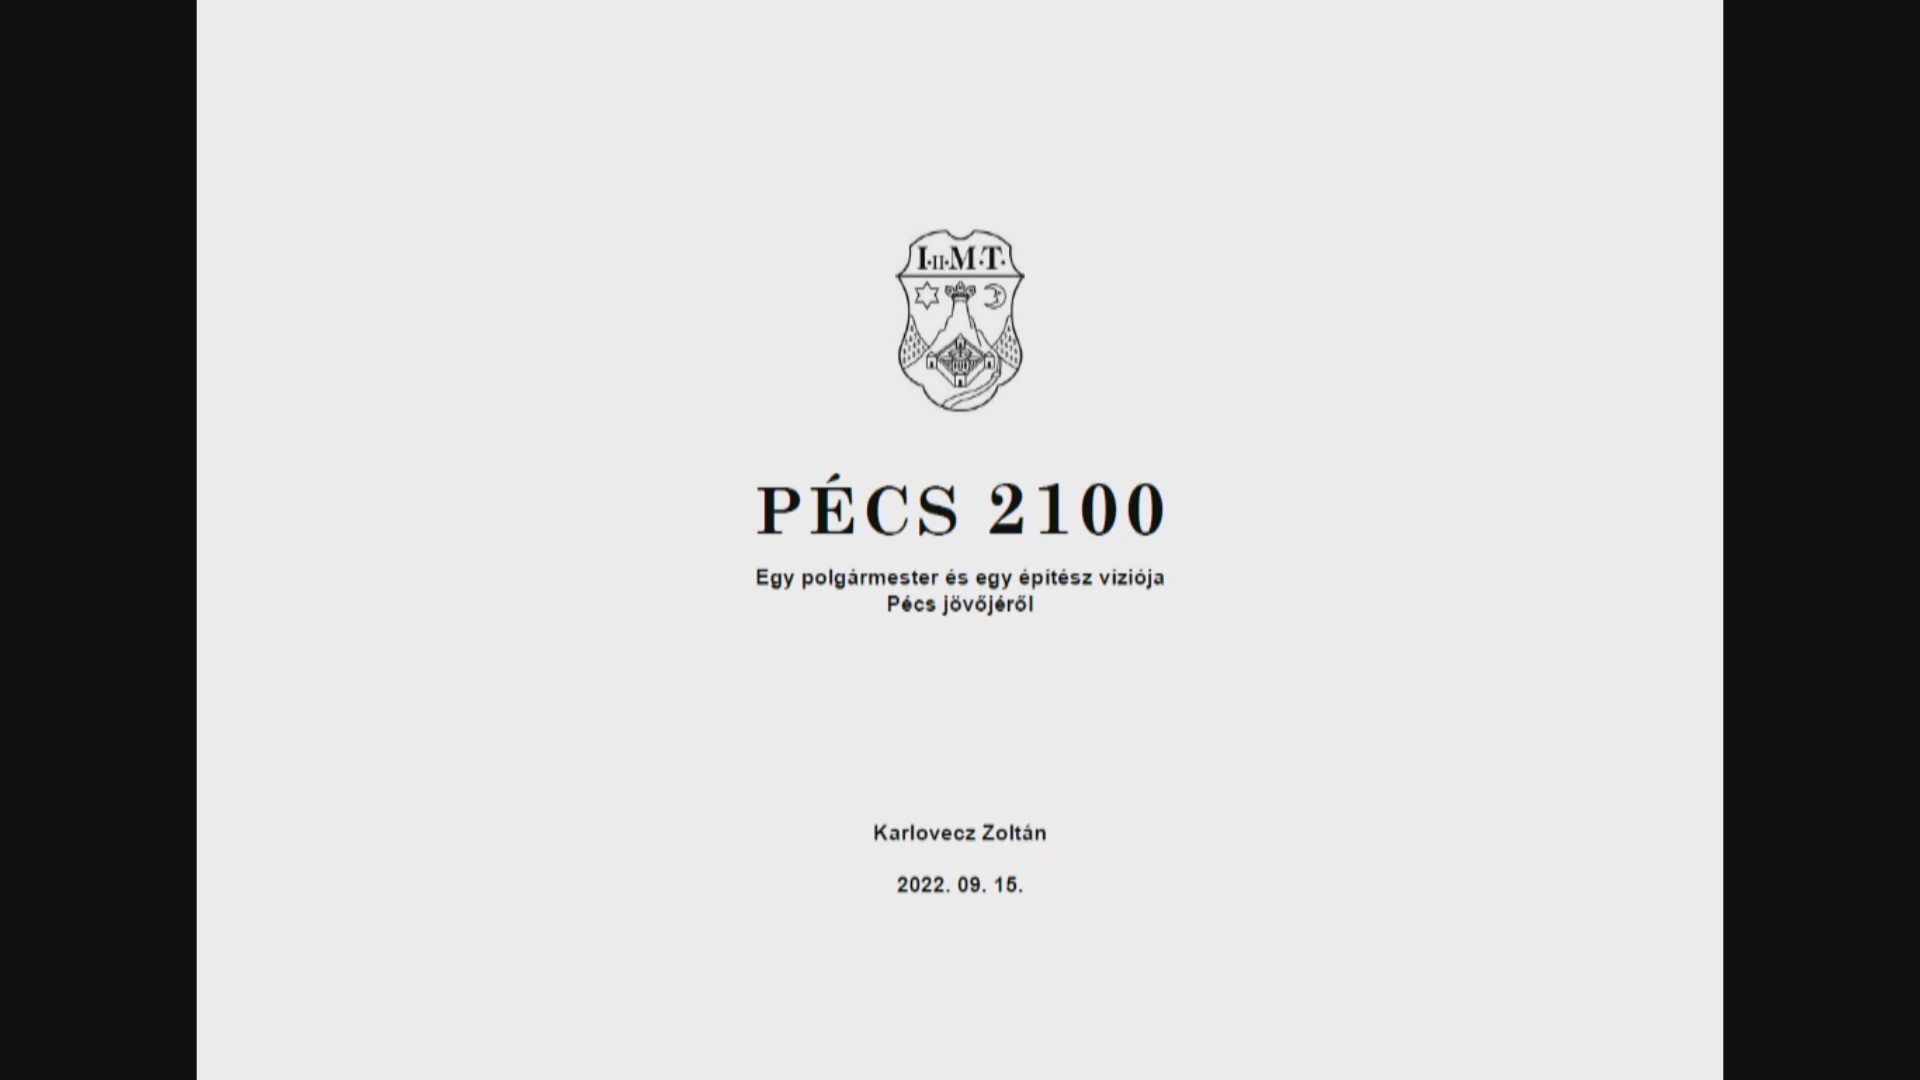 I·II·M·T·
PÉCS 2100
Egy polgármester és egy építész víziója
Pécs jövőjéről
Karlovecz Zoltán
2022. 09. 15.